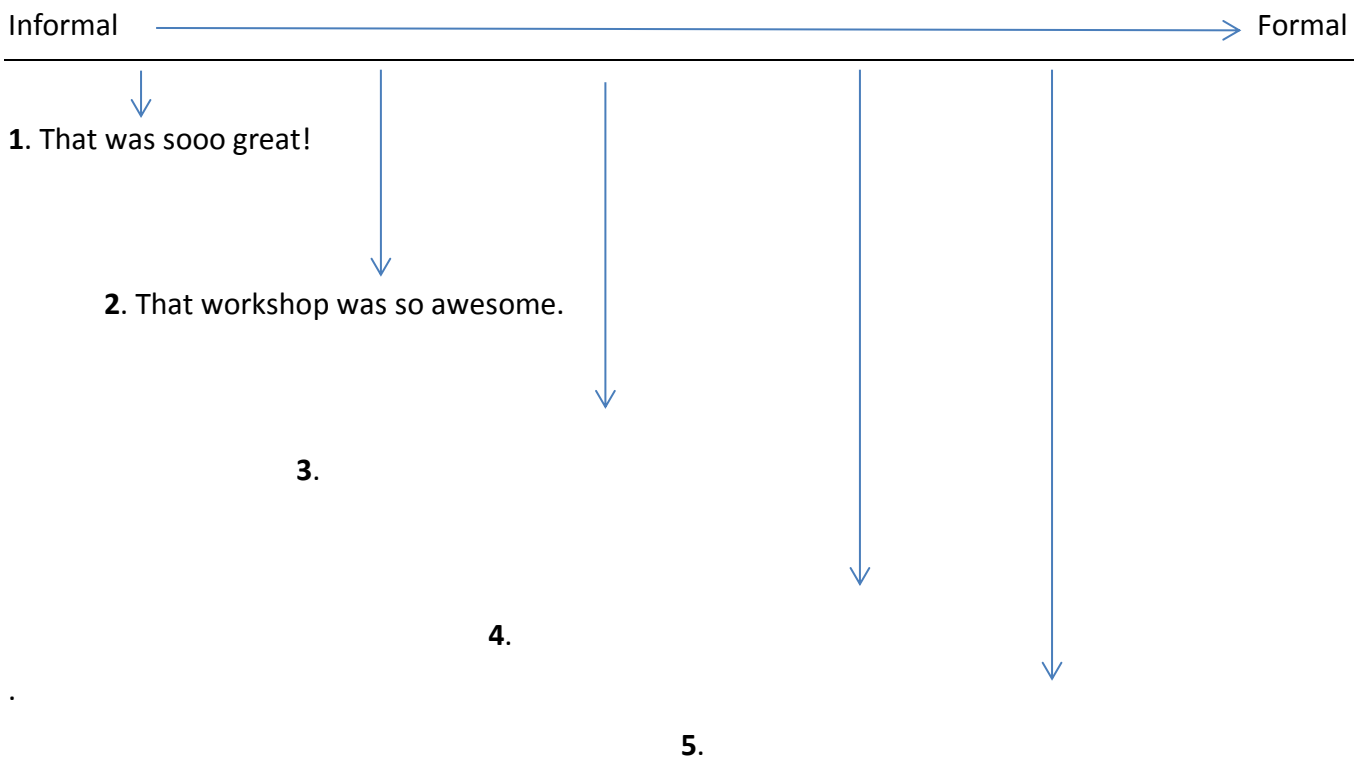 Informal Formal
1. That was sooo great!
2. That workshop was so awesome.
3.
4.
.
5.